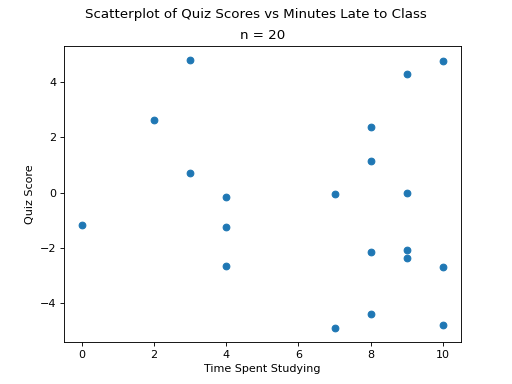 Scatterplot of Quiz Scores vs Minutes Late to Class
n = 20
4
2
0
−2
−4
Quiz Score
0 2 4 6 8 10
Time Spent Studying